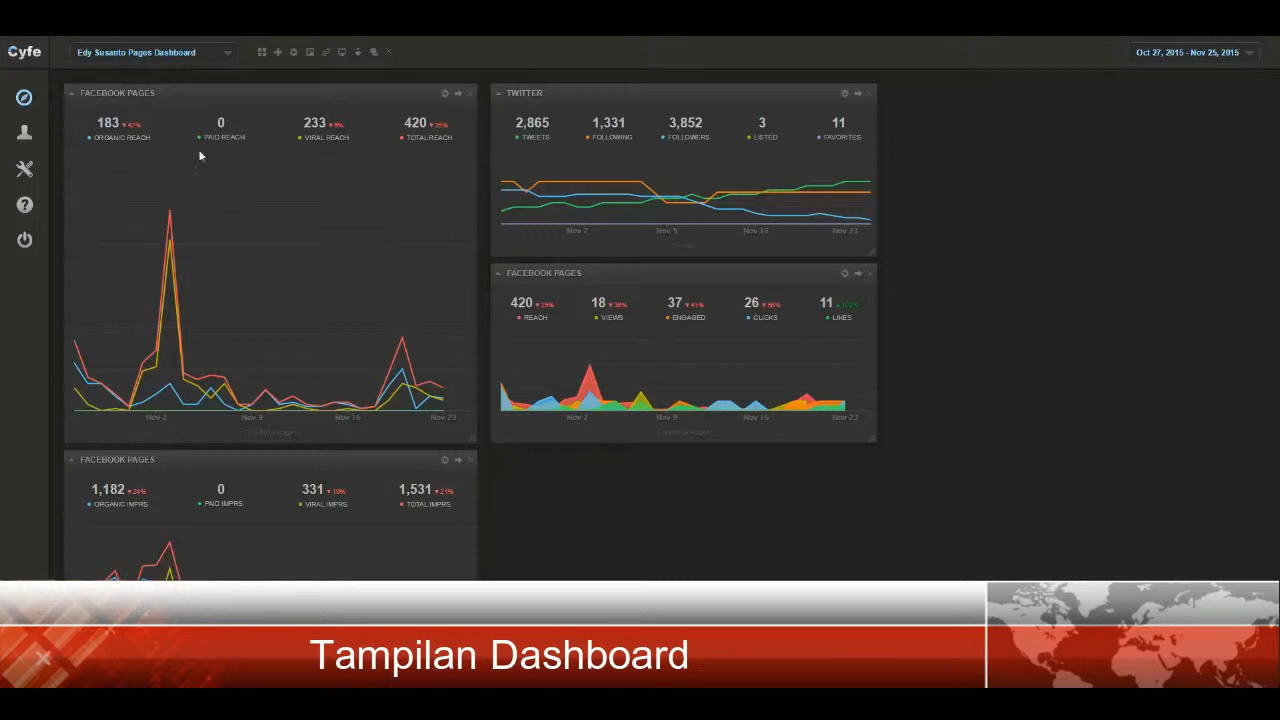 Cyfe
Edy Susanto Pages Dashboard
Oct 27, 2015 - Nov 25, 2015
FACEBOOK PAGES
183 ▾42%
ORGANIC REACH
0
PAID REACH
233
VIRAL REACH
420
TOTAL REACH
Nov 2
Nov 9
Nov 16
Nov 23
TWITTER
2,865
TWEETS
1,331
FOLLOWING
3,852
FOLLOWERS
3
LISTED
11
FAVORITES
Nov 2
Nov 9
Nov 16
Nov 23
FACEBOOK PAGES
420
REACH
18
VIEWS
37
ENGAGED
26
CLICKS
11
LIKES
Nov 2
Nov 9
Nov 16
Nov 23
FACEBOOK PAGES
1,182 ▾24%
ORGANIC IMPRS.
0
PAID IMPRS.
331 ▾10%
VIRAL IMPRS.
1,531 ▾21%
TOTAL IMPRS.
Tampilan Dashboard